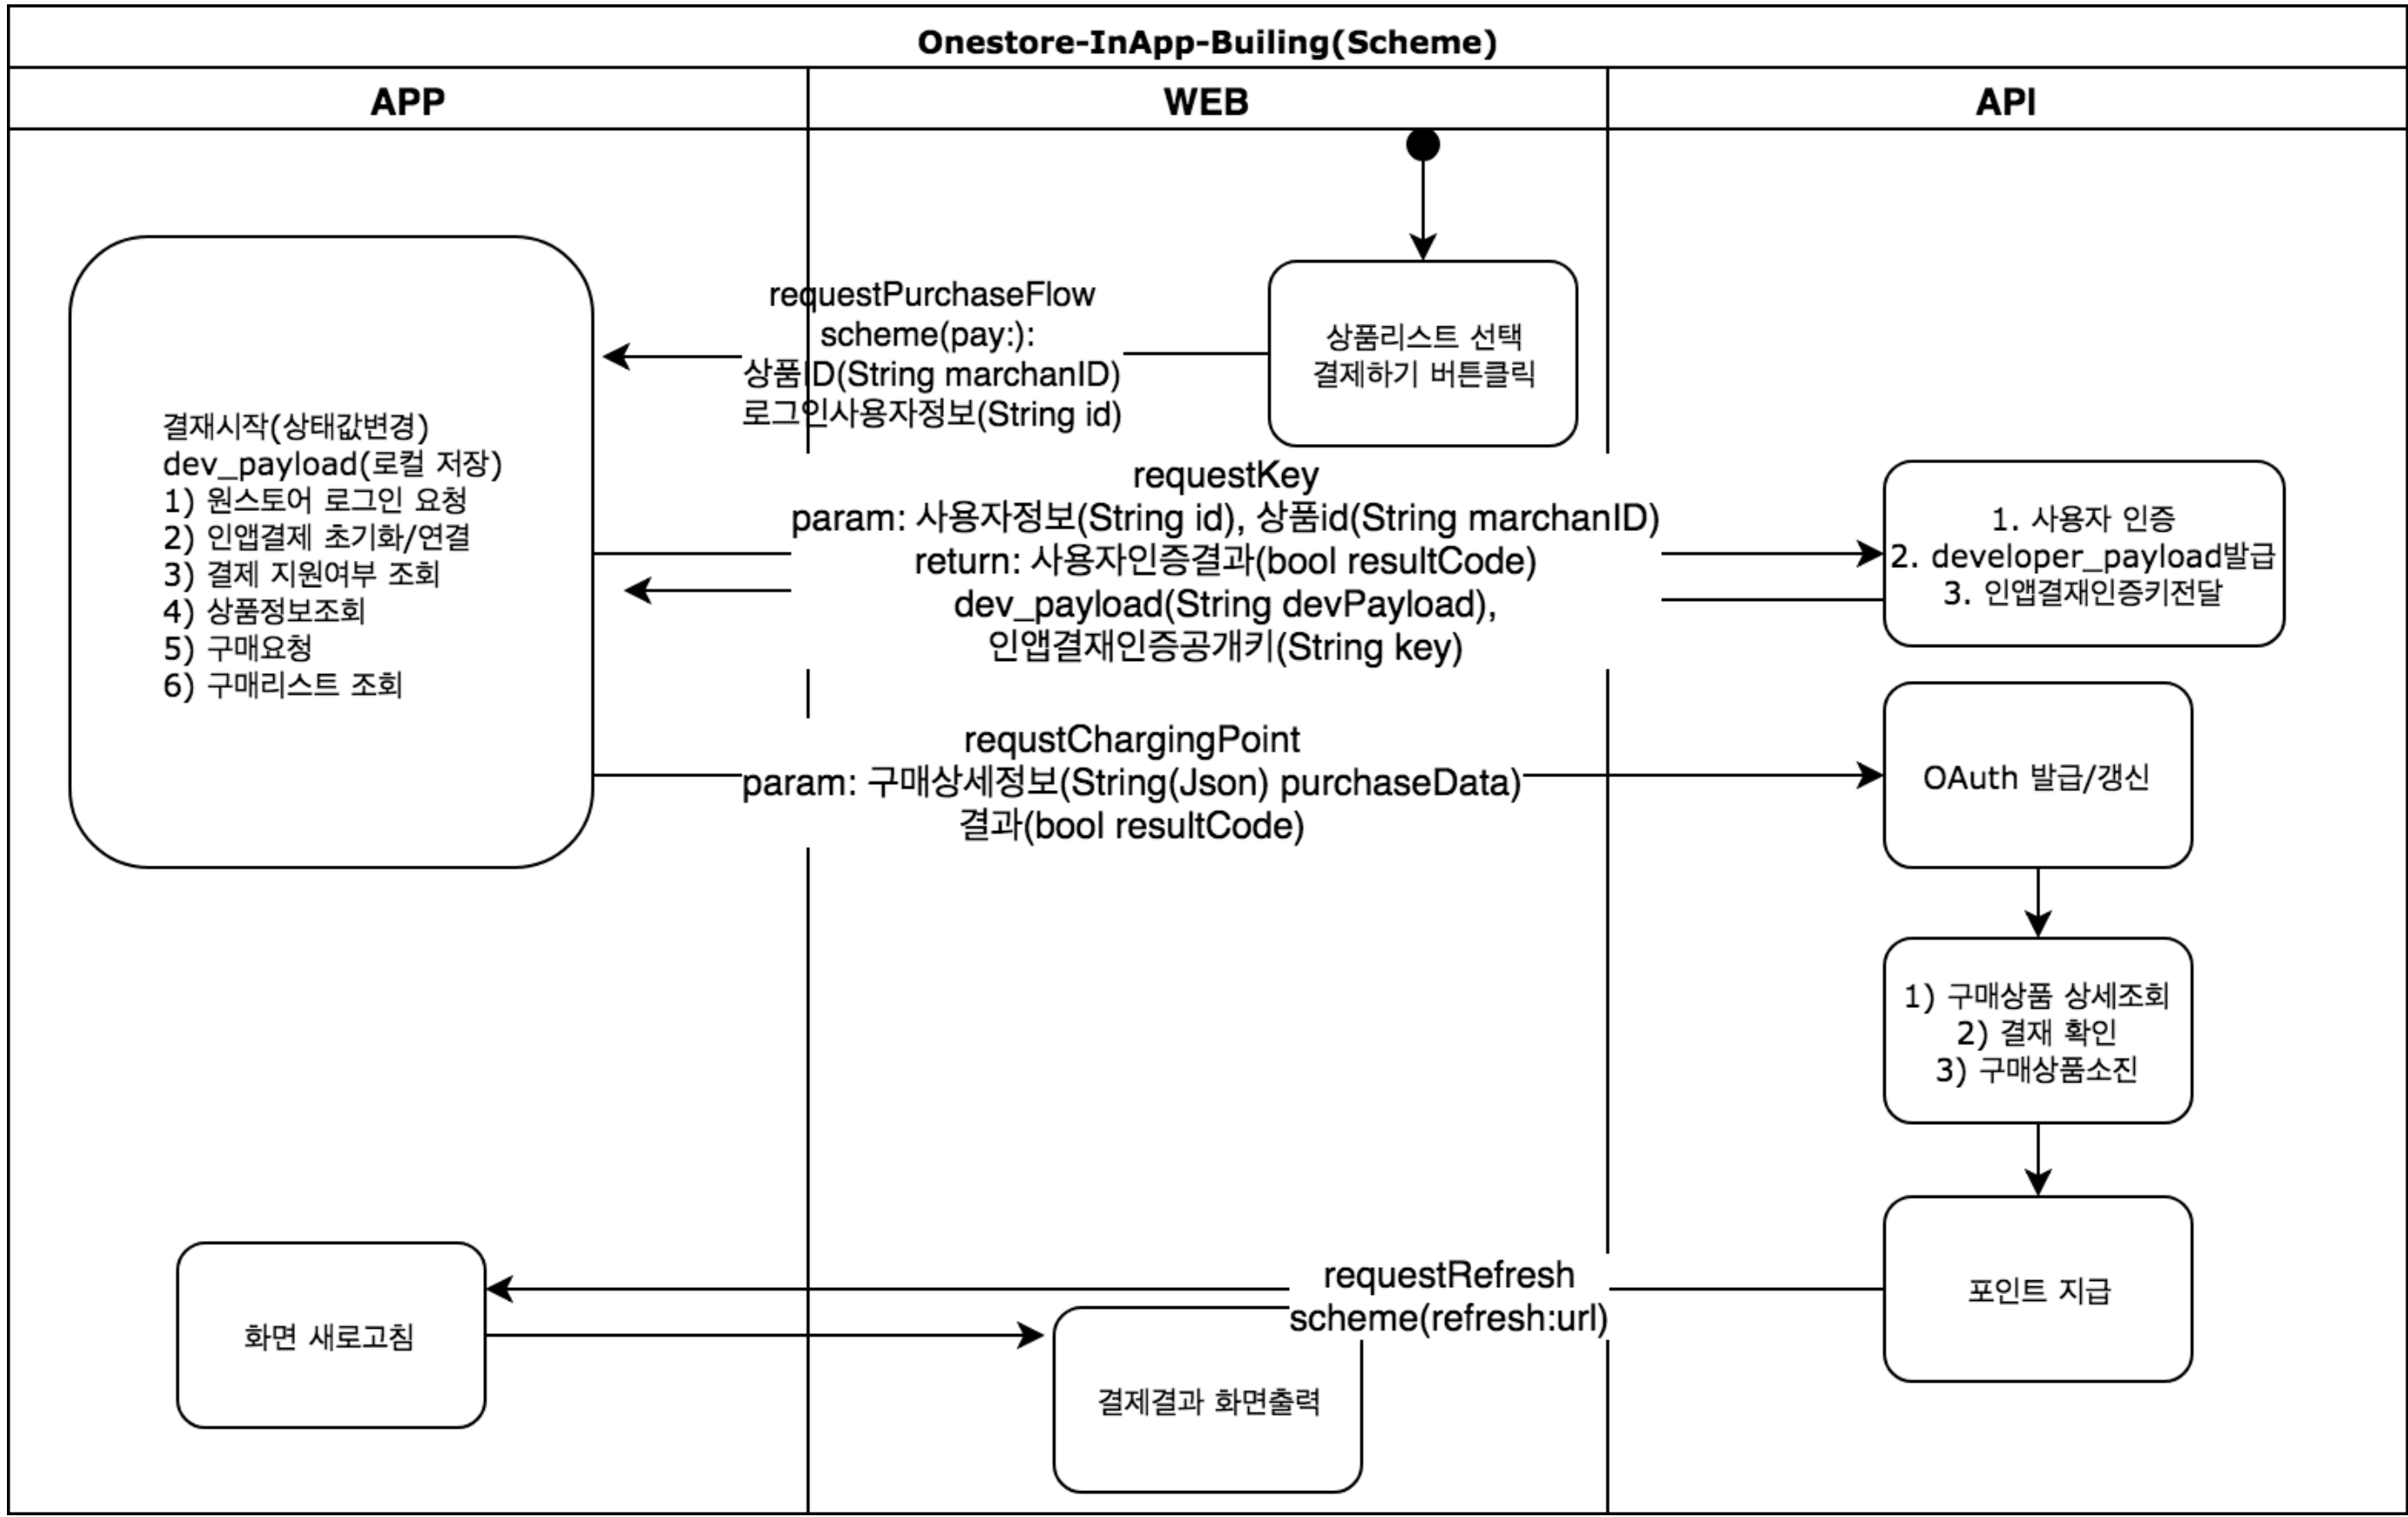 Onestore-InApp-Builing(Scheme)
APP
WEB
API
requestPurchaseFlow
scheme(pay:):
상품ID(String marchanID)
로그인사용자정보(String id)
상품리스트 선택
결제하기 버튼클릭
결재시작(상태값변경)
dev_payload(로컬 저장)
1) 원스토어 로그인 요청
2) 인앱결제 초기화/연결
3) 결제 지원여부 조회
4) 상품정보조회
5) 구매요청
6) 구매리스트 조회
requestKey
param: 사용자정보(String id), 상품id(String marchanID)
return: 사용자인증결과(bool resultCode)
dev_payload(String devPayload),
인앱결재인증공개키(String key)
1. 사용자 인증
2. developer_payload발급
3. 인앱결재인증키전달
requstChargingPoint
param: 구매상세정보(String(Json) purchaseData)
결과(bool resultCode)
OAuth 발급/갱신
1) 구매상품 상세조회
2) 결재 확인
3) 구매상품소진
requestRefresh
scheme(refresh:url)
포인트 지급
화면 새로고침
결제결과 화면출력